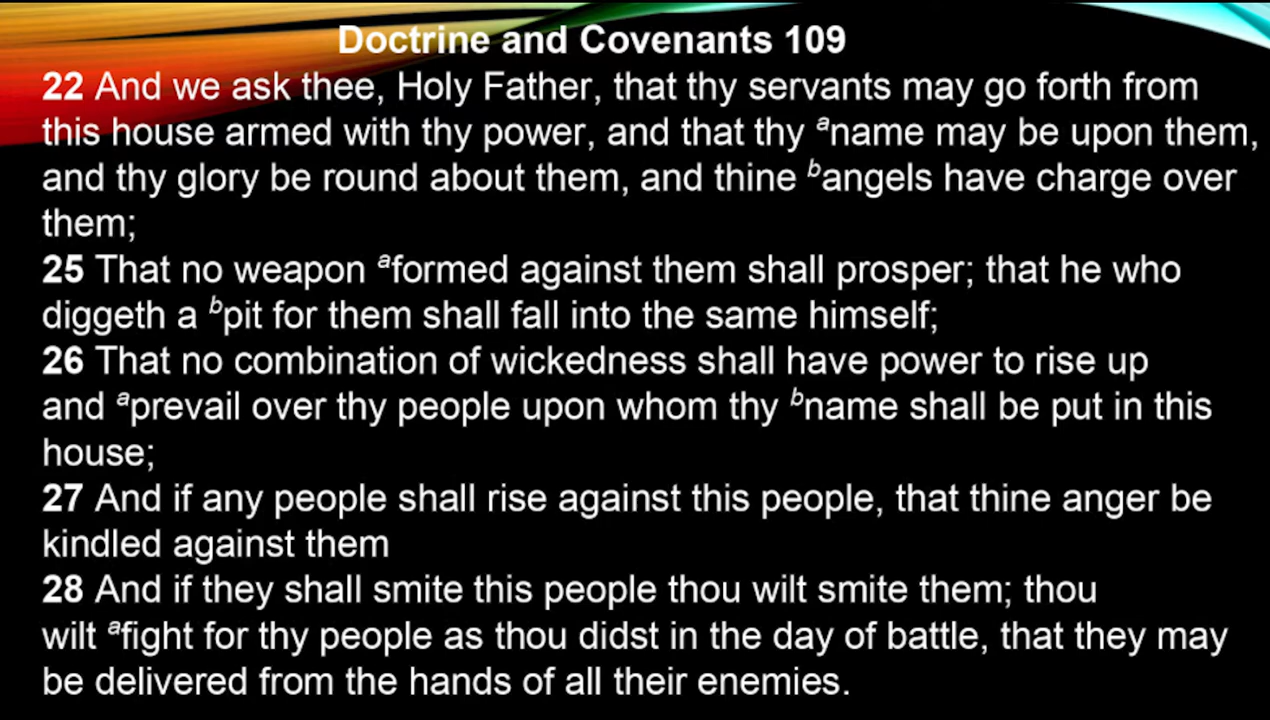 Doctrine and Covenants 109
22 And we ask thee, Holy Father, that thy servants may go forth from
this house armed with thy power, and that thy aname may be upon them,
and thy glory be round about them, and thine bangels have charge over
them;
25 That no weapon aformed against them shall prosper; that he who
diggeth a bpit for them shall fall into the same himself;
26 That no combination of wickedness shall have power to rise up
and aprevail over thy people upon whom thy bname shall be put in this
house;
27 And if any people shall rise against this people, that thine anger be
kindled against them
28 And if they shall smite this people thou wilt smite them; thou
wilt afight for thy people as thou didst in the day of battle, that they may
be delivered from the hands of all their enemies.